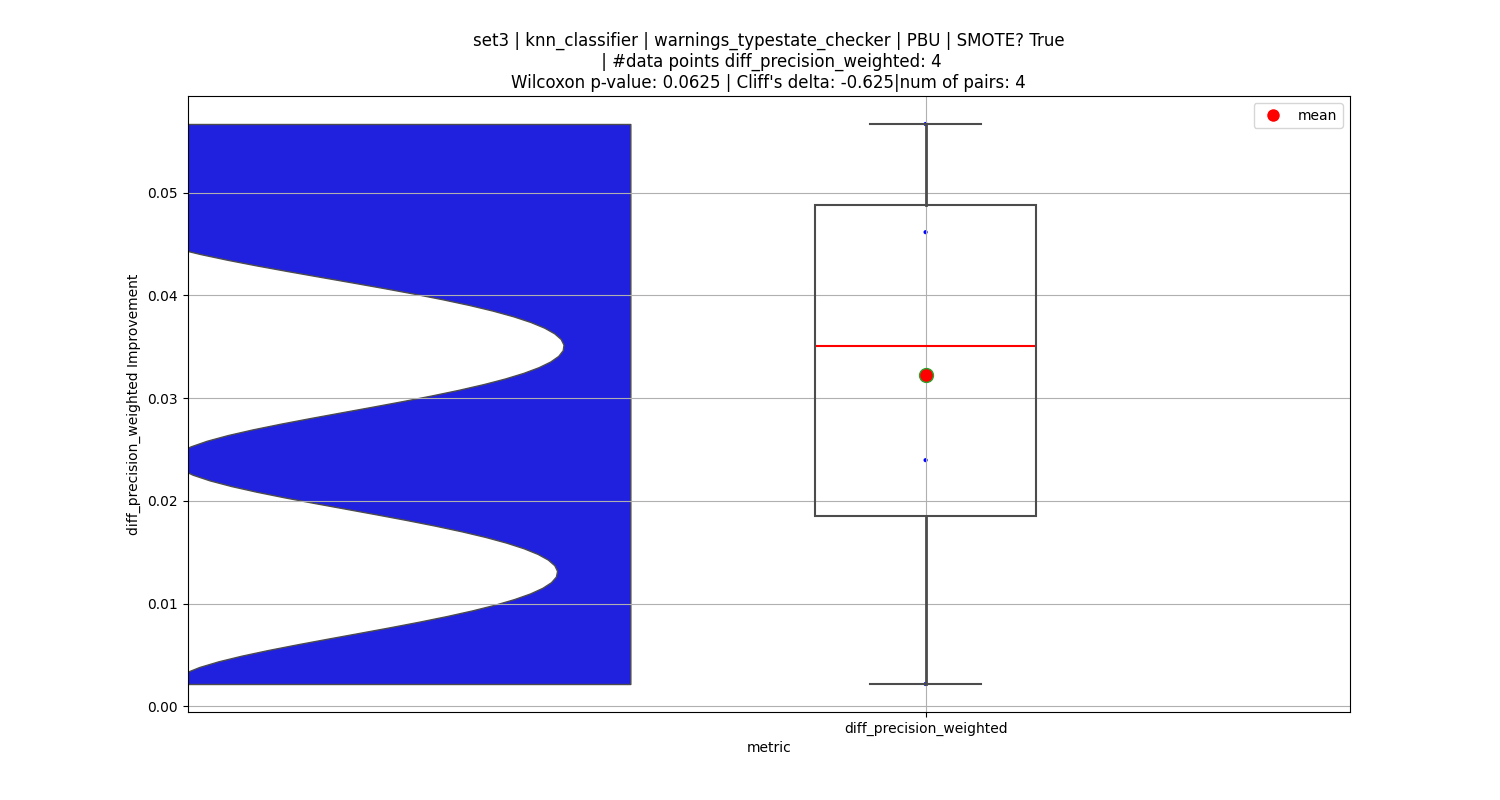 set3 | knn_classifier | warnings_typestate_checker | PBU | SMOTE? True
| #data points diff_precision_weighted: 4
Wilcoxon p-value: 0.0625 | Cliff's delta: -0.625|num of pairs: 4
mean
0.05
0.04
0.03
0.02
0.01
0.00
diff_precision_weighted Improvement
diff_precision_weighted
metric